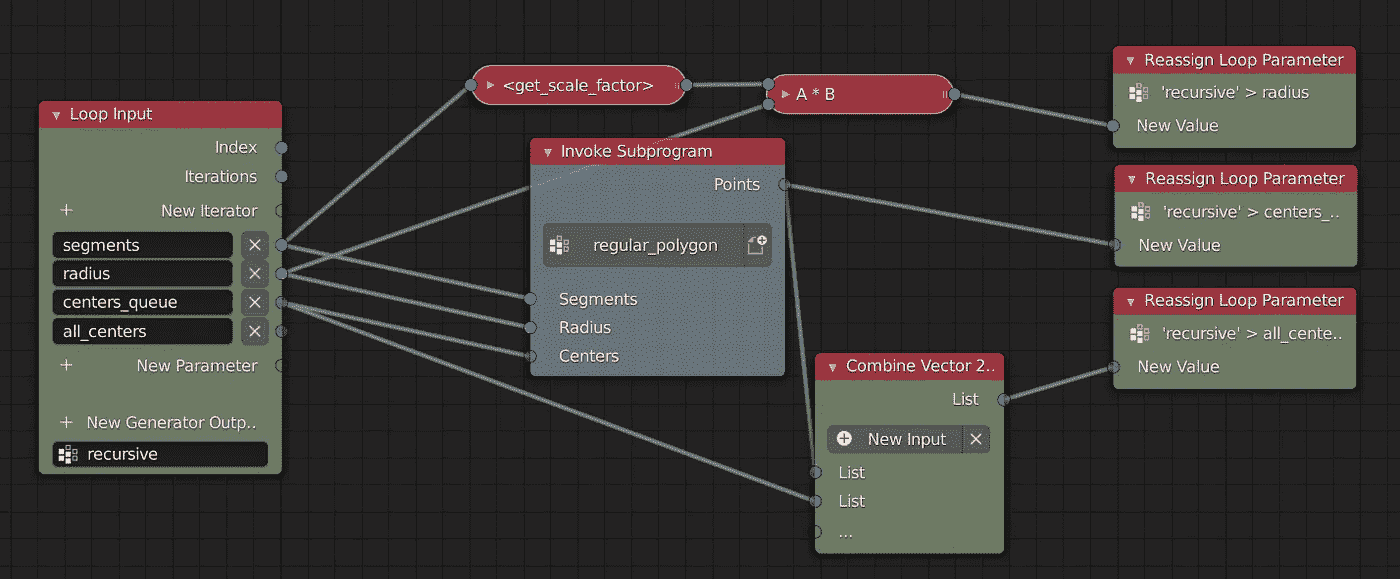 Loop Input
Index
Iterations
+ New Iterator
segments
radius
centers_queue
all_centers
+ New Parameter
+ New Generator Outp..
recursive
<get_scale_factor>
A * B
Invoke Subprogram
Points
regular_polygon
Segments
Radius
Centers
Combine Vector 2..
List
New Input
List
List
...
Reassign Loop Parameter
'recursive' > radius
New Value
Reassign Loop Parameter
'recursive' > centers_..
New Value
Reassign Loop Parameter
'recursive' > all_cente..
New Value